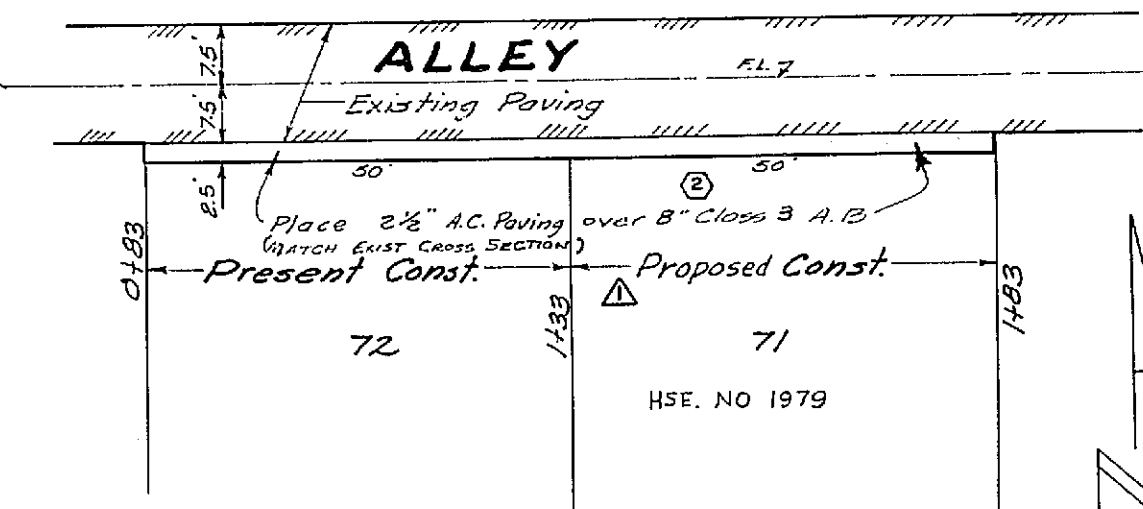 ALLEY
F.L. 7
7.5'
7.5'
Existing Paving
50'
50'
2.5'
2
Place 2½" A.C. Paving over 8" Class 3 A.B
(MATCH EXIST CROSS SECTION)
Present Const.
Proposed Const.
1
0+83
1+33
1+83
72
71
HSE. NO 1979